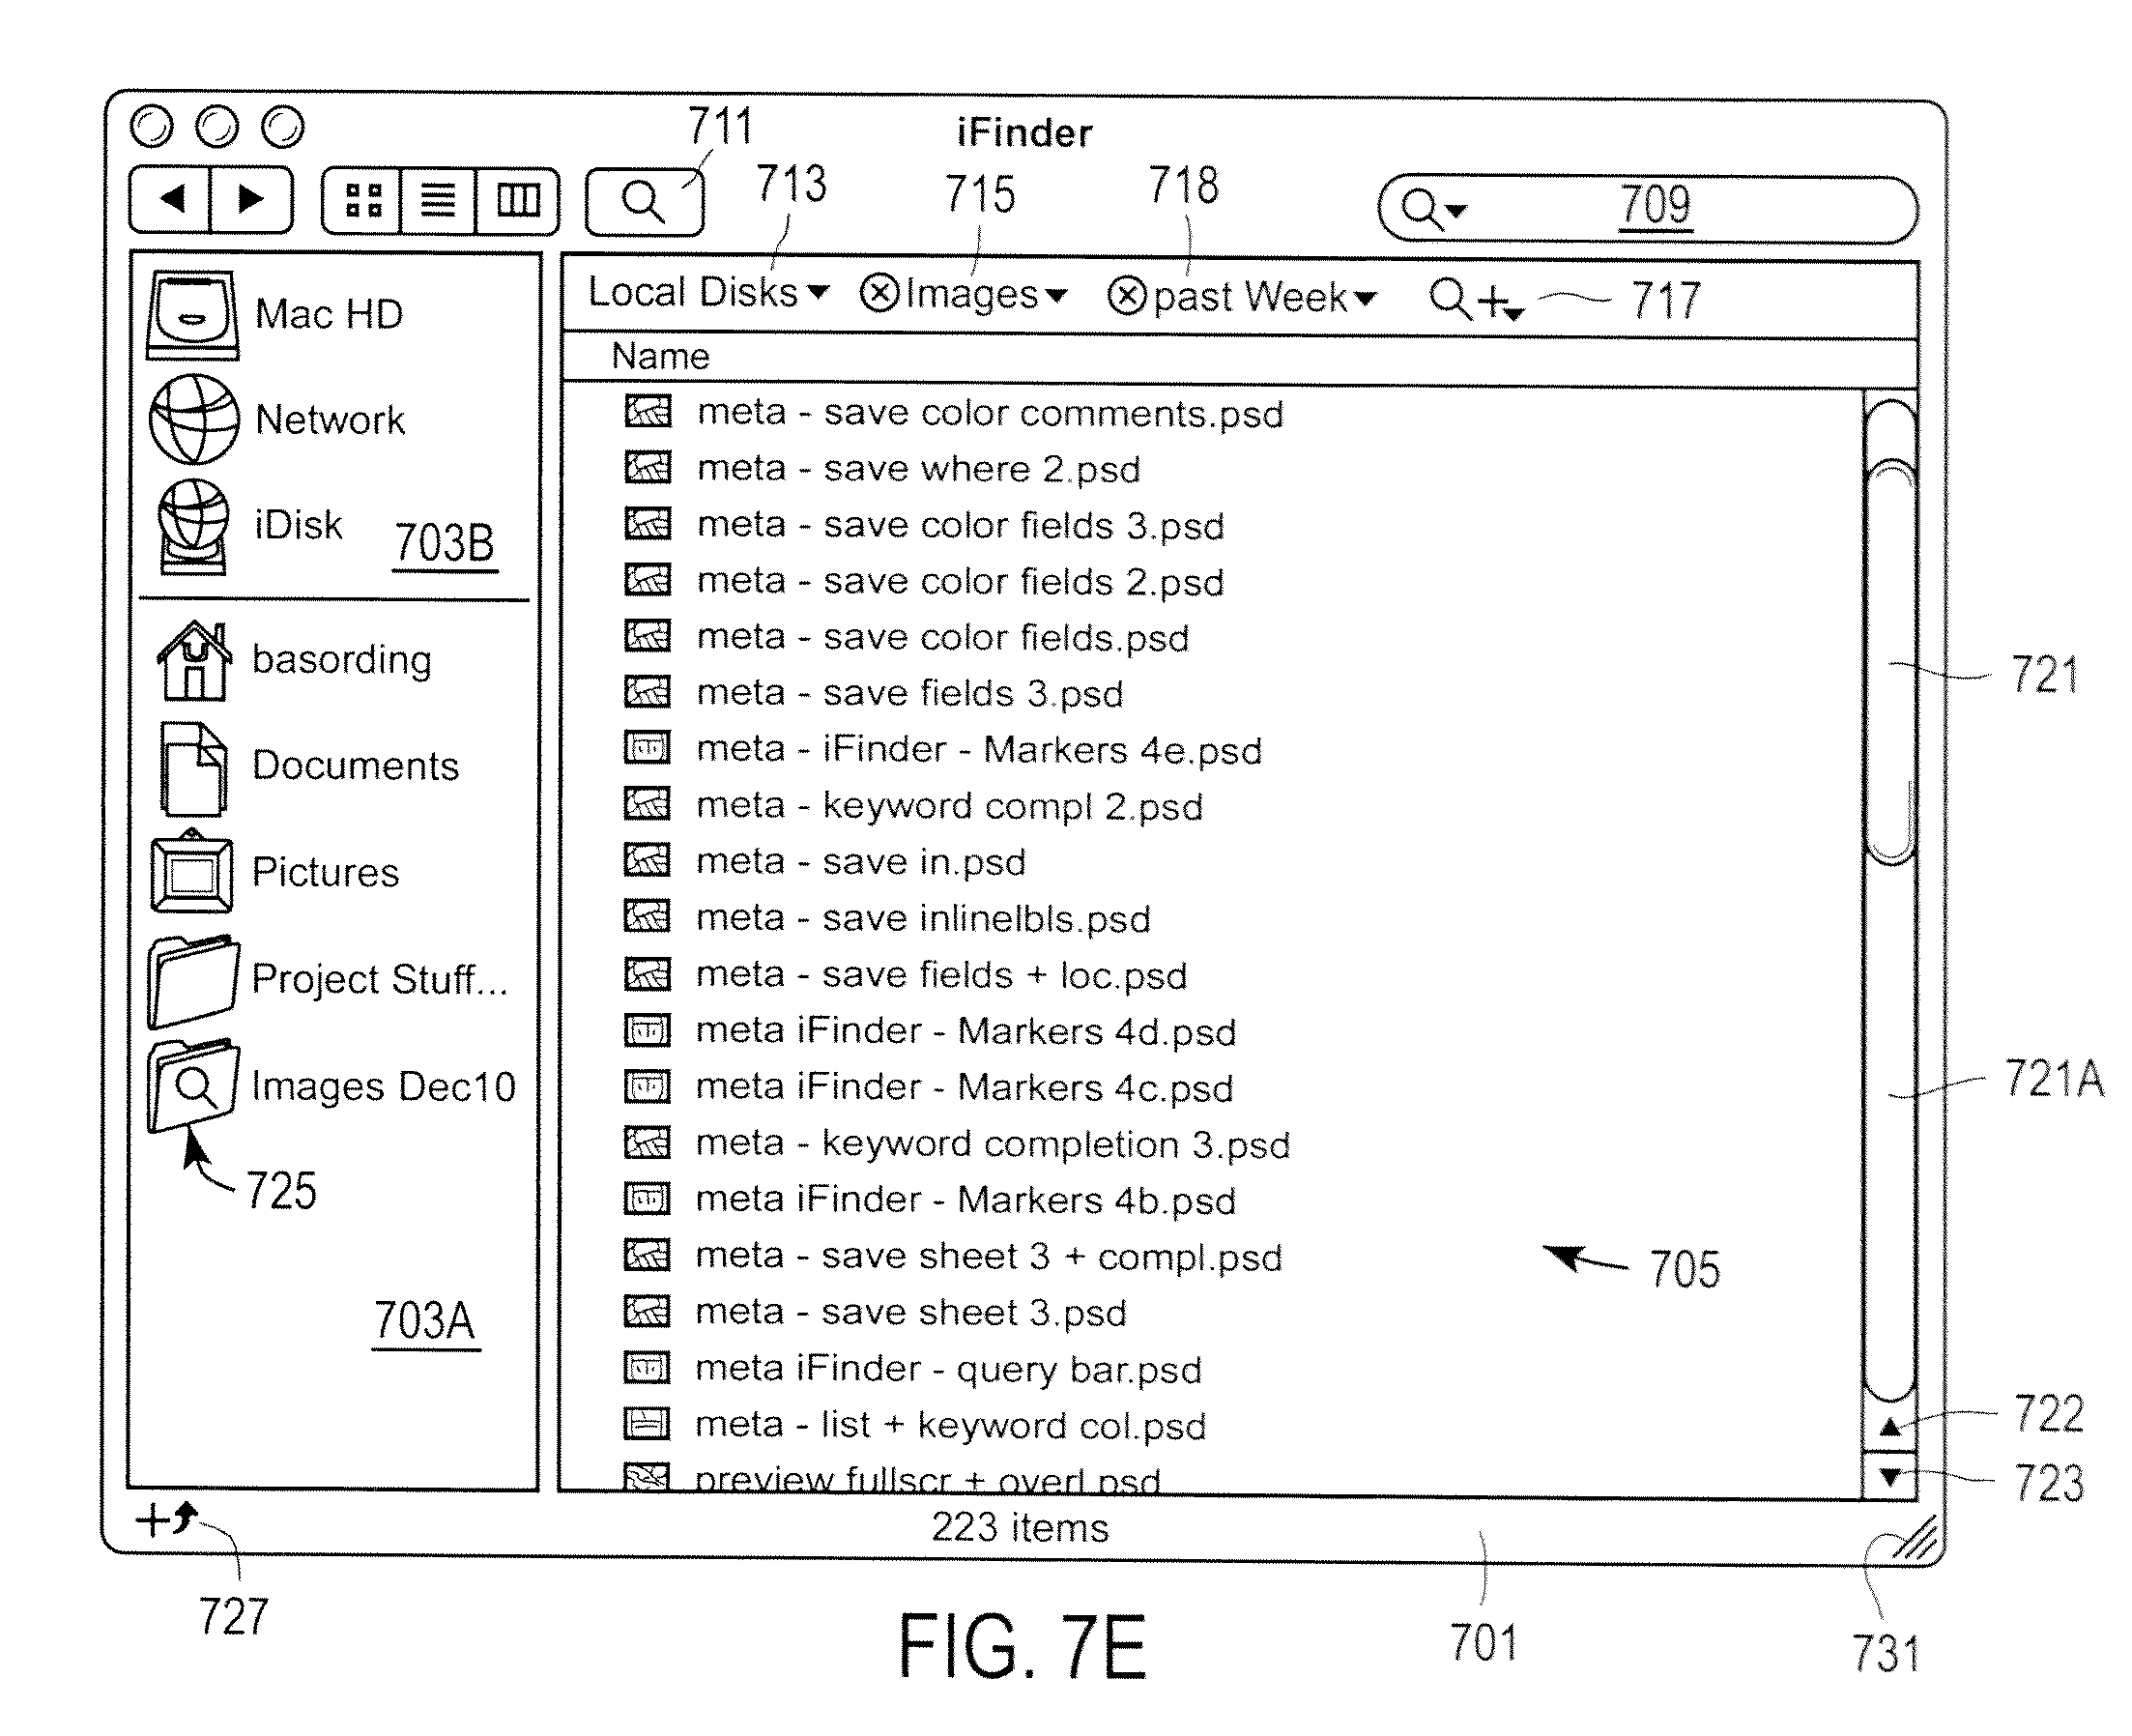 711
iFinder
713
715
718
709
Local Disks
Images
past Week
717
Mac HD
Network
iDisk
703B
basording
Documents
Pictures
Project Stuff...
Images Dec10
725
703A
Name
meta - save color comments.psd
meta - save where 2.psd
meta - save color fields 3.psd
meta - save color fields 2.psd
meta - save color fields.psd
meta - save fields 3.psd
meta - iFinder - Markers 4e.psd
meta - keyword compl 2.psd
meta - save in.psd
meta - save inlinelbls.psd
meta - save fields + loc.psd
meta iFinder - Markers 4d.psd
meta iFinder - Markers 4c.psd
meta - keyword completion 3.psd
meta iFinder - Markers 4b.psd
meta - save sheet 3 + compl.psd
meta - save sheet 3.psd
meta iFinder - query bar.psd
meta - list + keyword col.psd
preview fullscr + overl.psd
721
721A
705
722
723
223 items
727
701
731
FIG. 7E